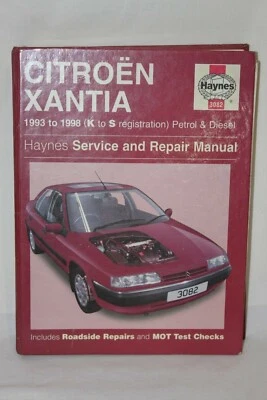 CITROËN
XANTIA
Haynes
3082
1993 to 1998 (K to S registration) Petrol & Diesel
Haynes Service and Repair Manual
3082
Includes Roadside Repairs and MOT Test Checks